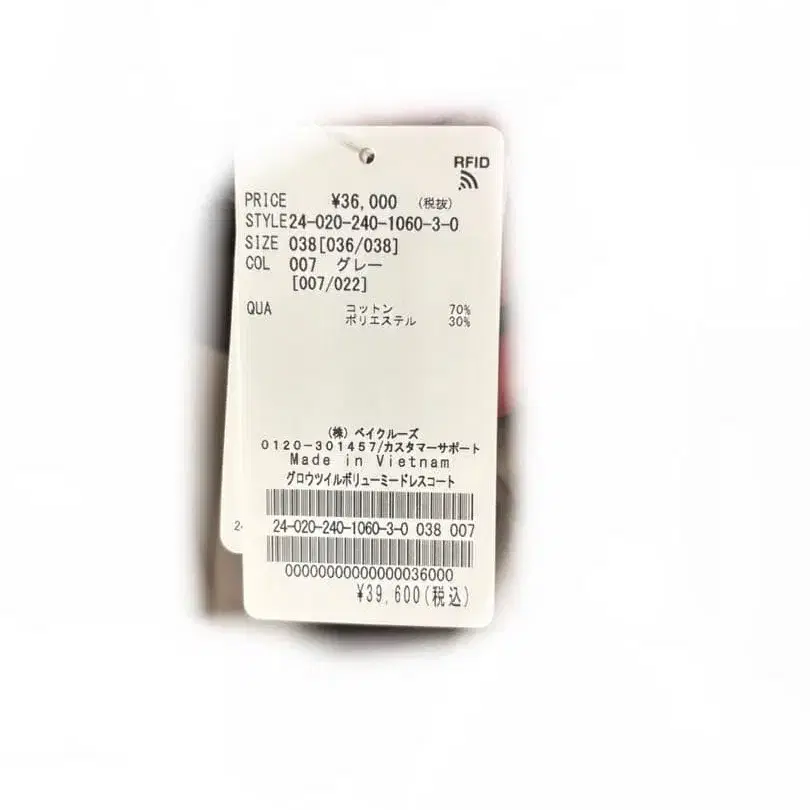 RFID
PRICE ¥36,000 (税抜)
STYLE24-020-240-1060-3-0
SIZE 038[036/038]
COL 007 グレー
[007/022]
QUA コットン 70%
ポリエステル 30%
(株)ベイクルーズ
0120-301457/カスタマーサポート
Made in Vietnam
グロウツイルボリューミードレスコート
24-020-240-1060-3-0 038 007
2-
00000000000000036000
¥39,600(税込)